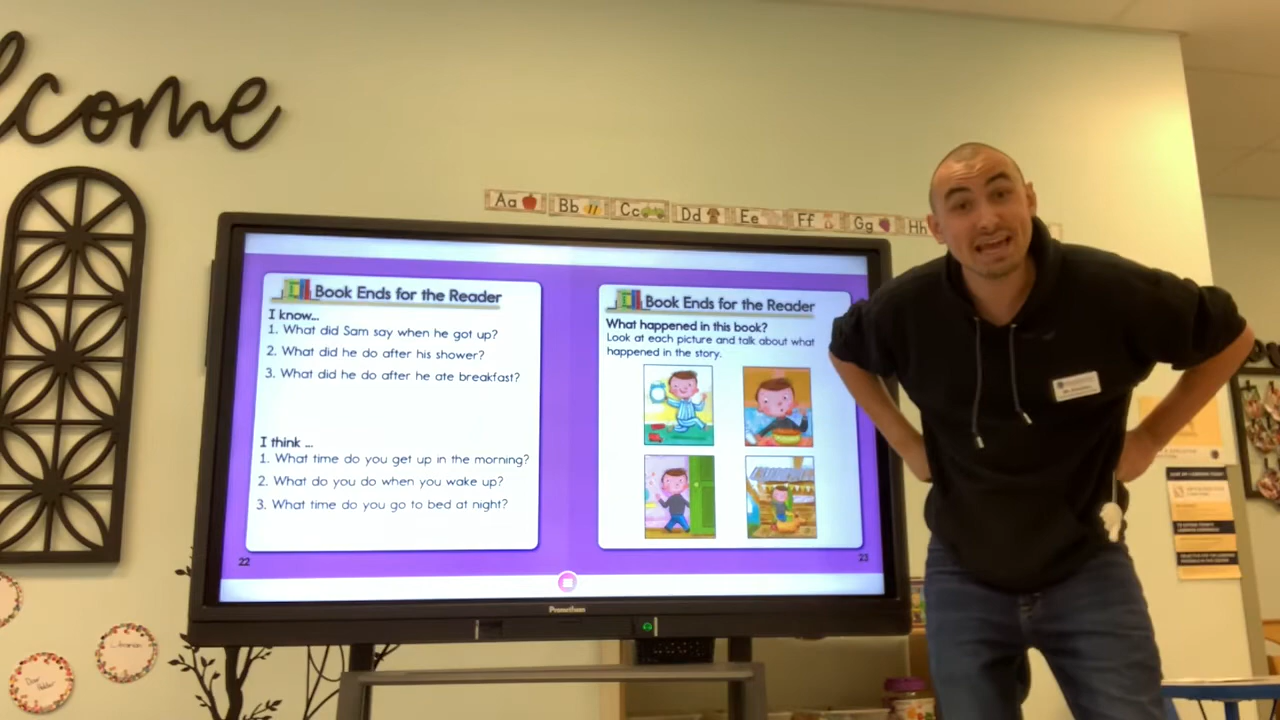 lcome
Aa Bb Cc Dd Ee Ff Gg Hh
Book Ends for the Reader
I know...
1. What did Sam say when he got up?
2. What did he do after his shower?
3. What did he do after he ate breakfast?
I think ...
1. What time do you get up in the morning?
2. What do you do when you wake up?
3. What time do you go to bed at night?
22
Book Ends for the Reader
What happened in this book?
Look at each picture and talk about what
happened in the story.
23
Promethean
Door
Holder
Librarian